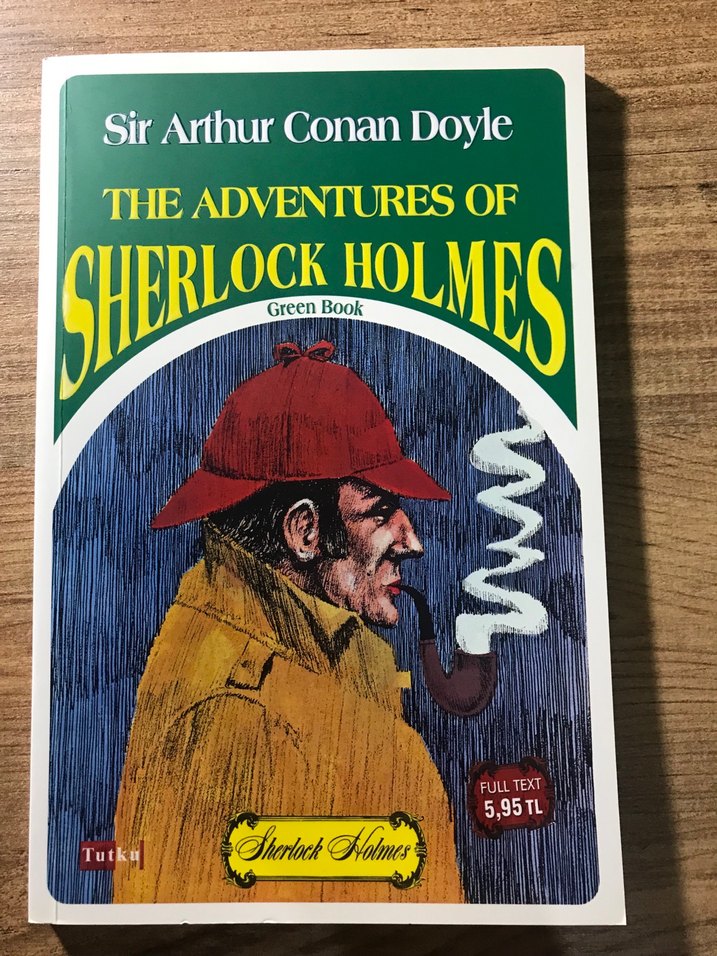 Sir Arthur Conan Doyle
THE ADVENTURES OF
SHERLOCK HOLMES
Green Book
FULL TEXT
5,95 TL
Sherlock Holmes
Tutku